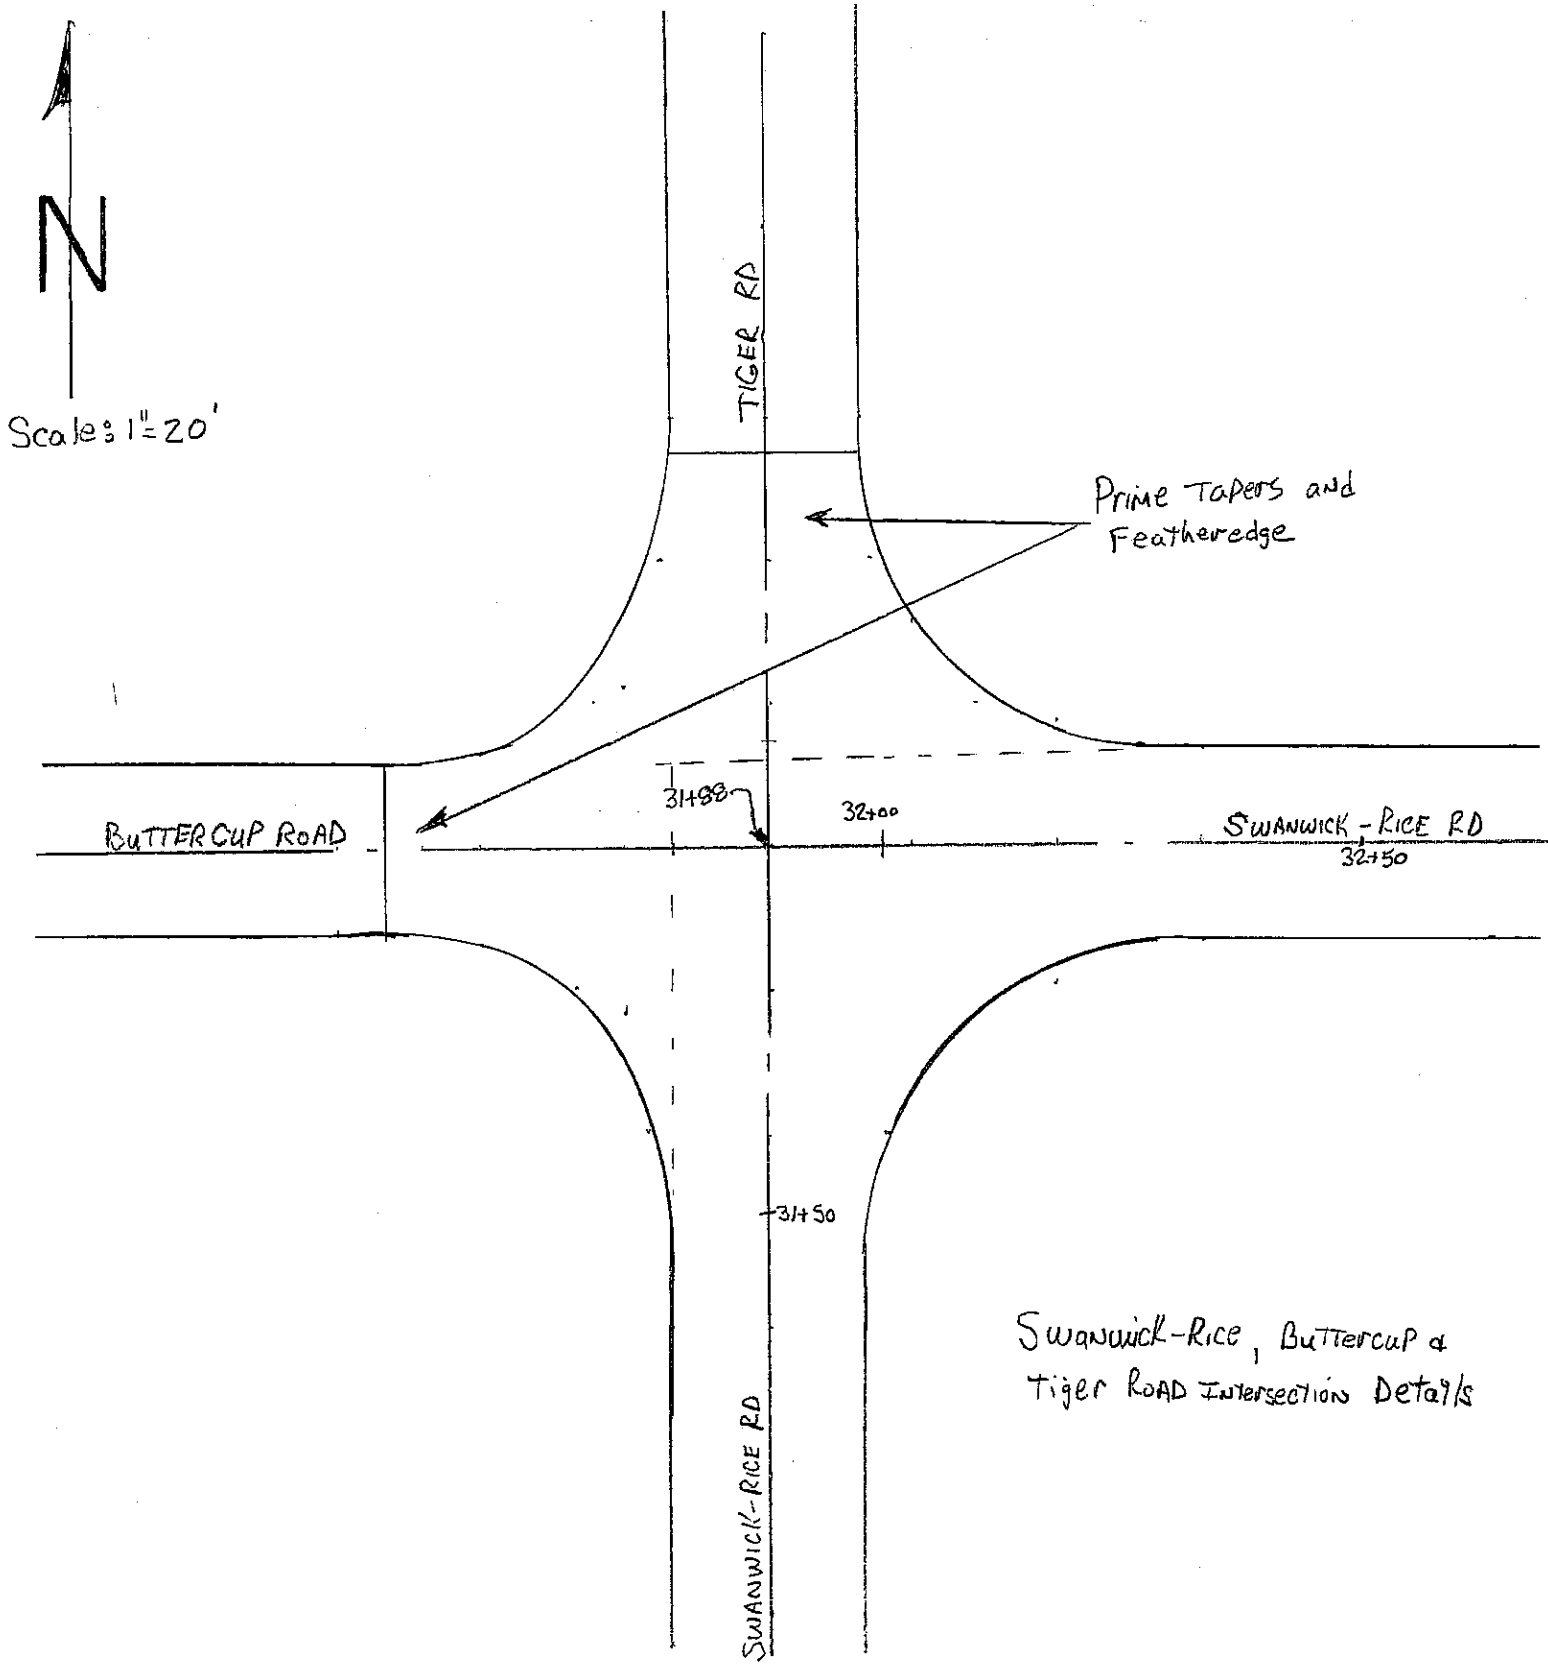 N
Scale: 1"=20'
TIGER RD
Prime Tapers and
Featheredge
31+88
32+00
BUTTERCUP ROAD
SWANWICK-RICE RD
32+50
31+50
SWANWICK-RICE RD
Swanwick-Rice, Buttercup &
Tiger ROAD Intersection Details